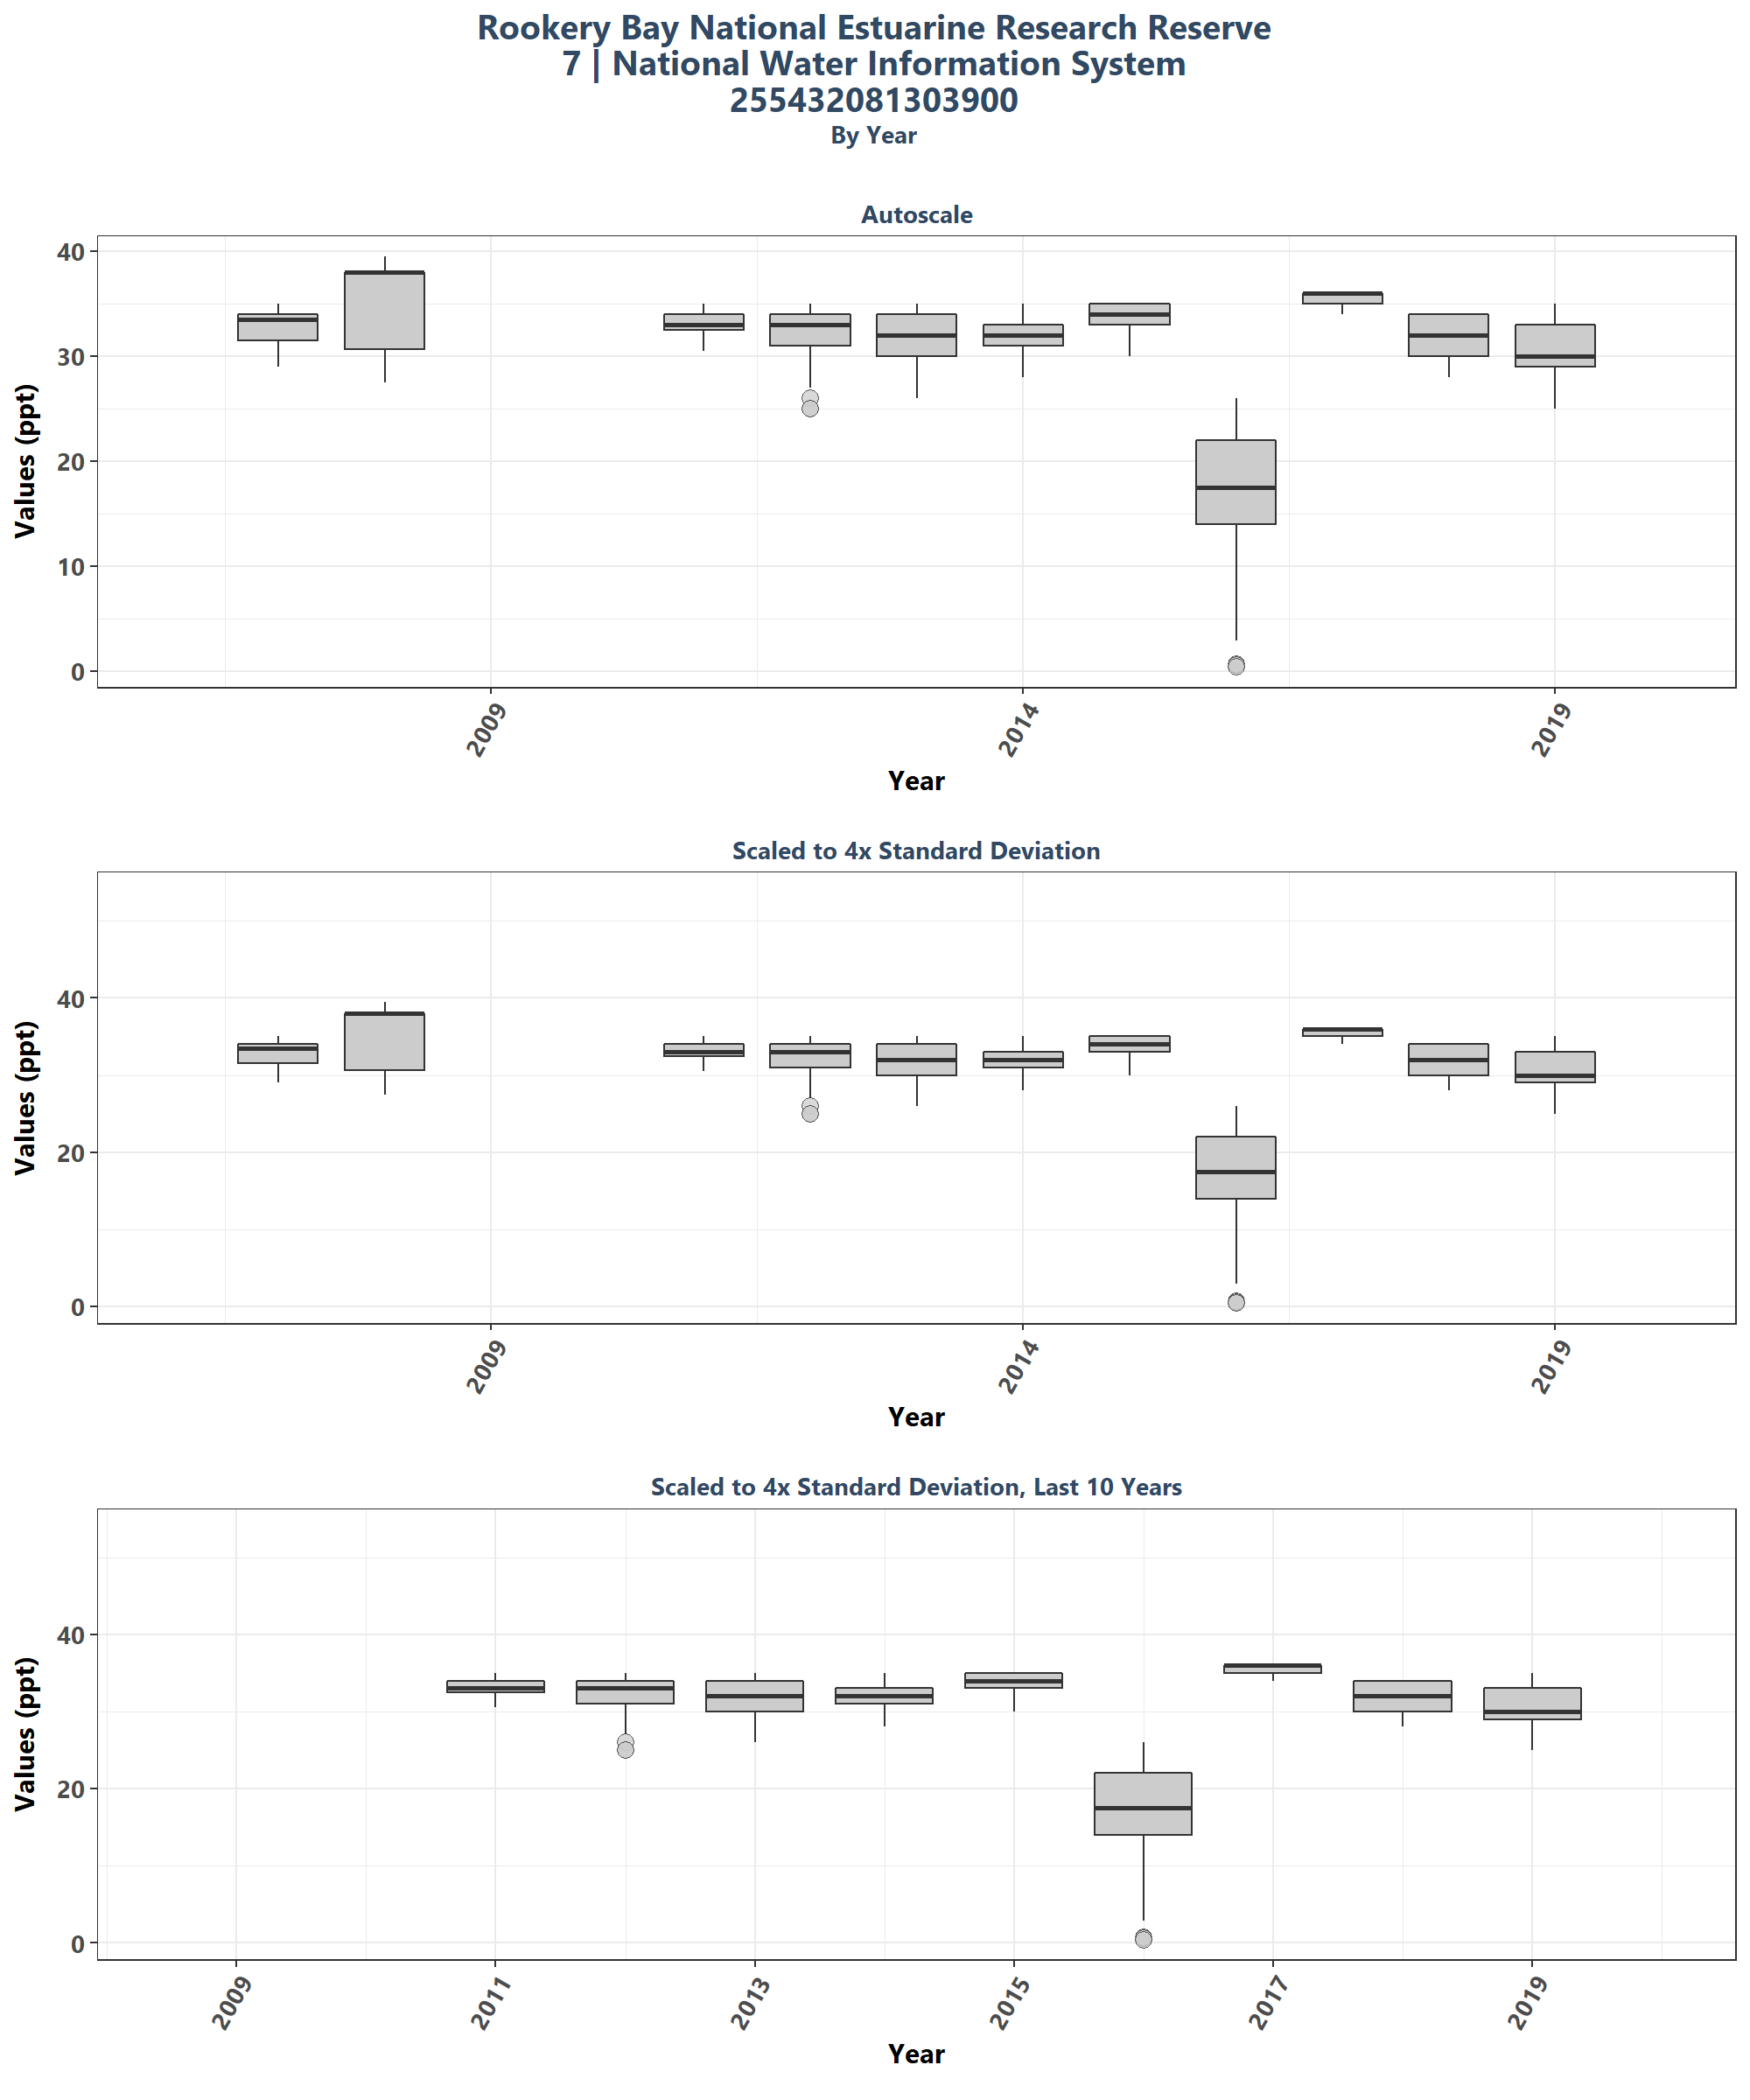 Rookery Bay National Estuarine Research Reserve
7 | National Water Information System
255432081303900
By Year
Autoscale
Values (ppt)
40
30
20
10
0
2009
2014
2019
Year
Scaled to 4x Standard Deviation
Values (ppt)
40
20
0
2009
2014
2019
Year
Scaled to 4x Standard Deviation, Last 10 Years
Values (ppt)
40
20
0
2009
2011
2013
2015
2017
2019
Year